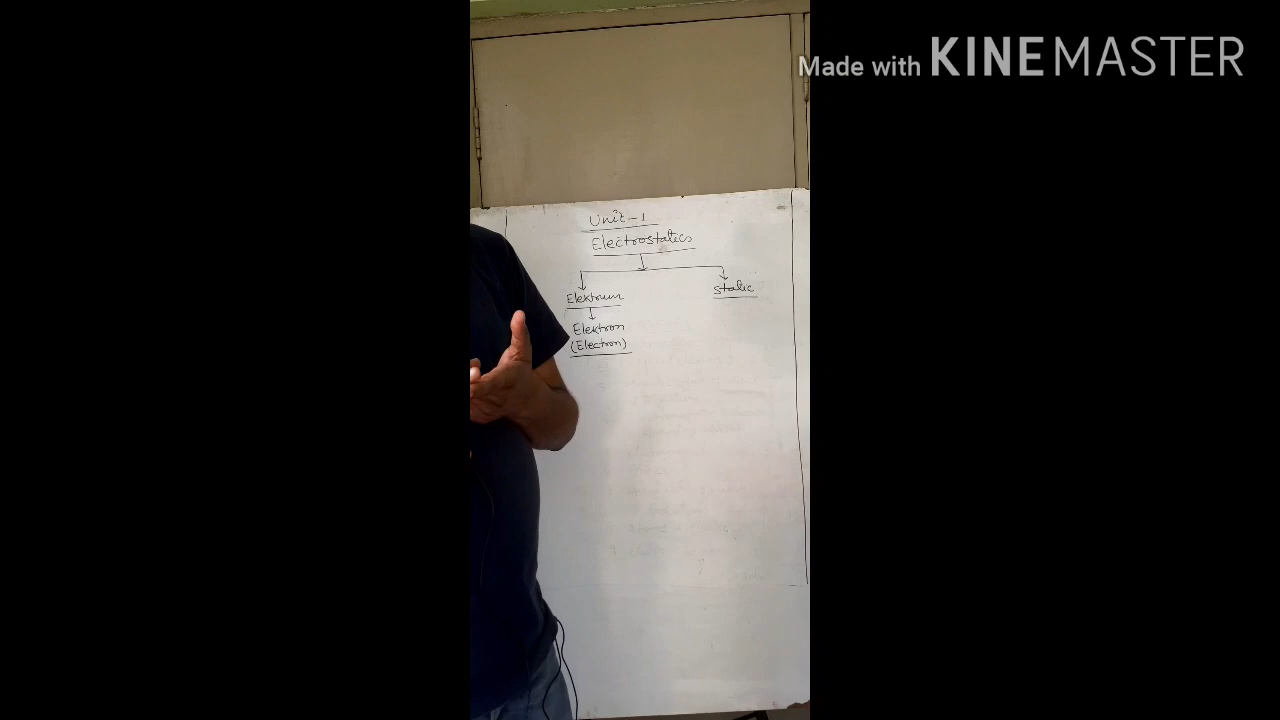 Made with KINEMASTER
Unit-1
Electrostatics
Elektrum static
Elektron
(Electron)